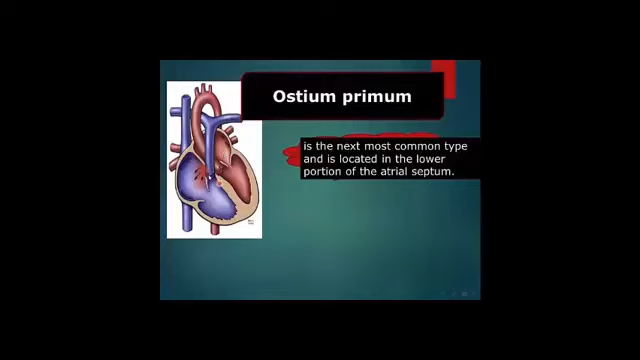 Ostium primum
is the next most common type
and is located in the lower
portion of the atrial septum.